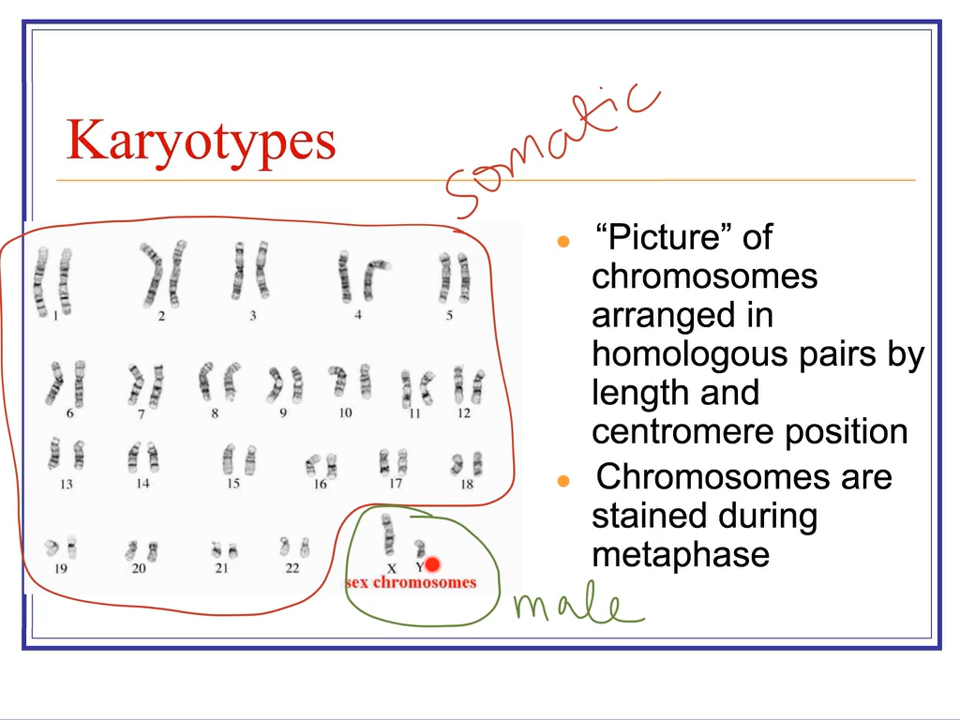 Karyotypes
somatic
“Picture” of
chromosomes
arranged in
homologous pairs by
length and
centromere position
Chromosomes are
stained during
metaphase
1 2 3 4 5
6 7 8 9 10 11 12
13 14 15 16 17 18
19 20 21 22 X Y
sex chromosomes
male